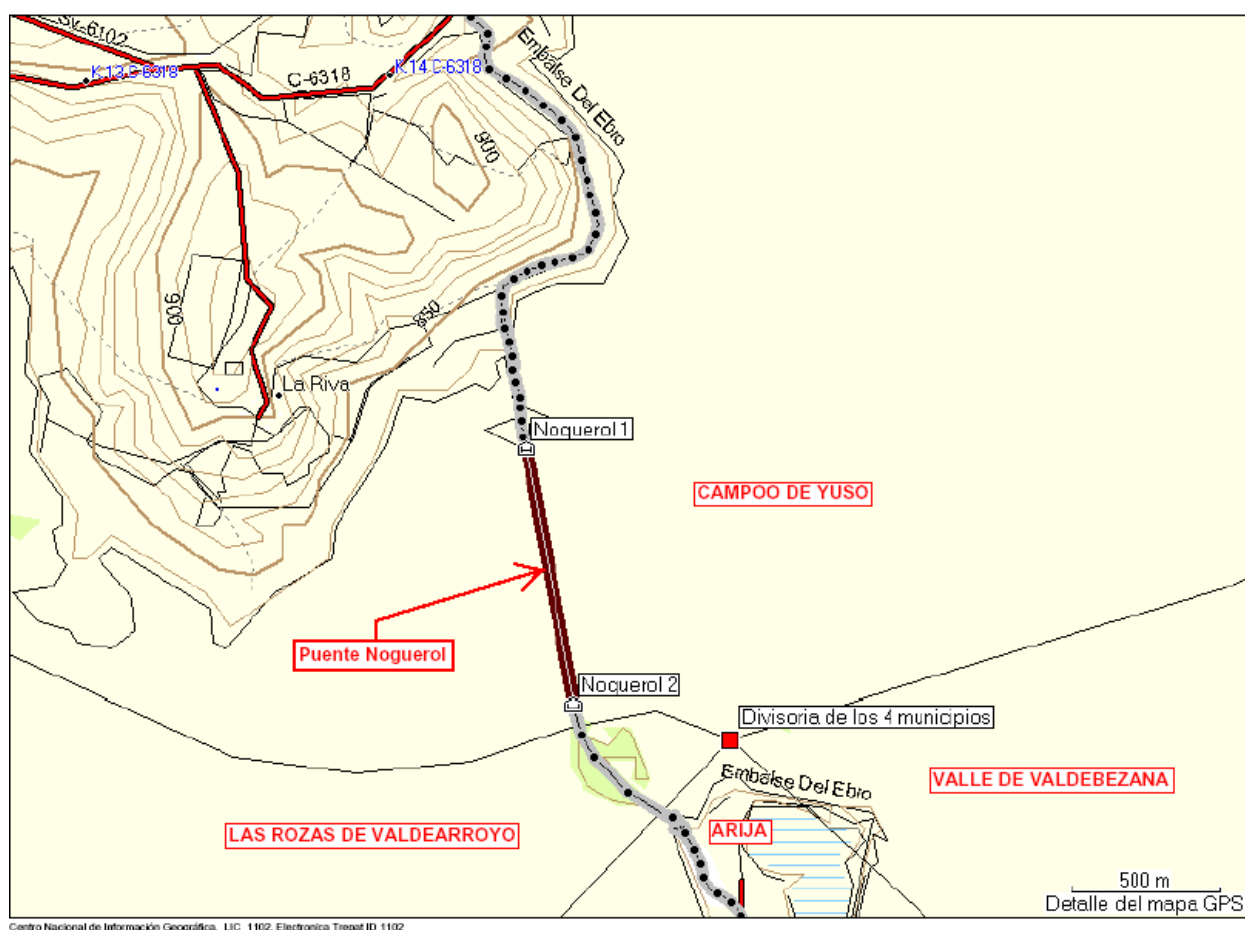 Sv-6102
K.13 C-6318
C-6318
K.14 C-6318
Embalse Del Ebro
900
900
850
La Riva
Noguerol 1
CAMPOO DE YUSO
Puente Noguerol
Noguerol 2
Divisoria de los 4 municipios
Embalse Del Ebro
VALLE DE VALDEBEZANA
LAS ROZAS DE VALDEARROYO
ARIJA
500 m
Detalle del mapa GPS
Centro Nacional de Información Geográfica, LIC 1102, Electronica Trepat ID 1102